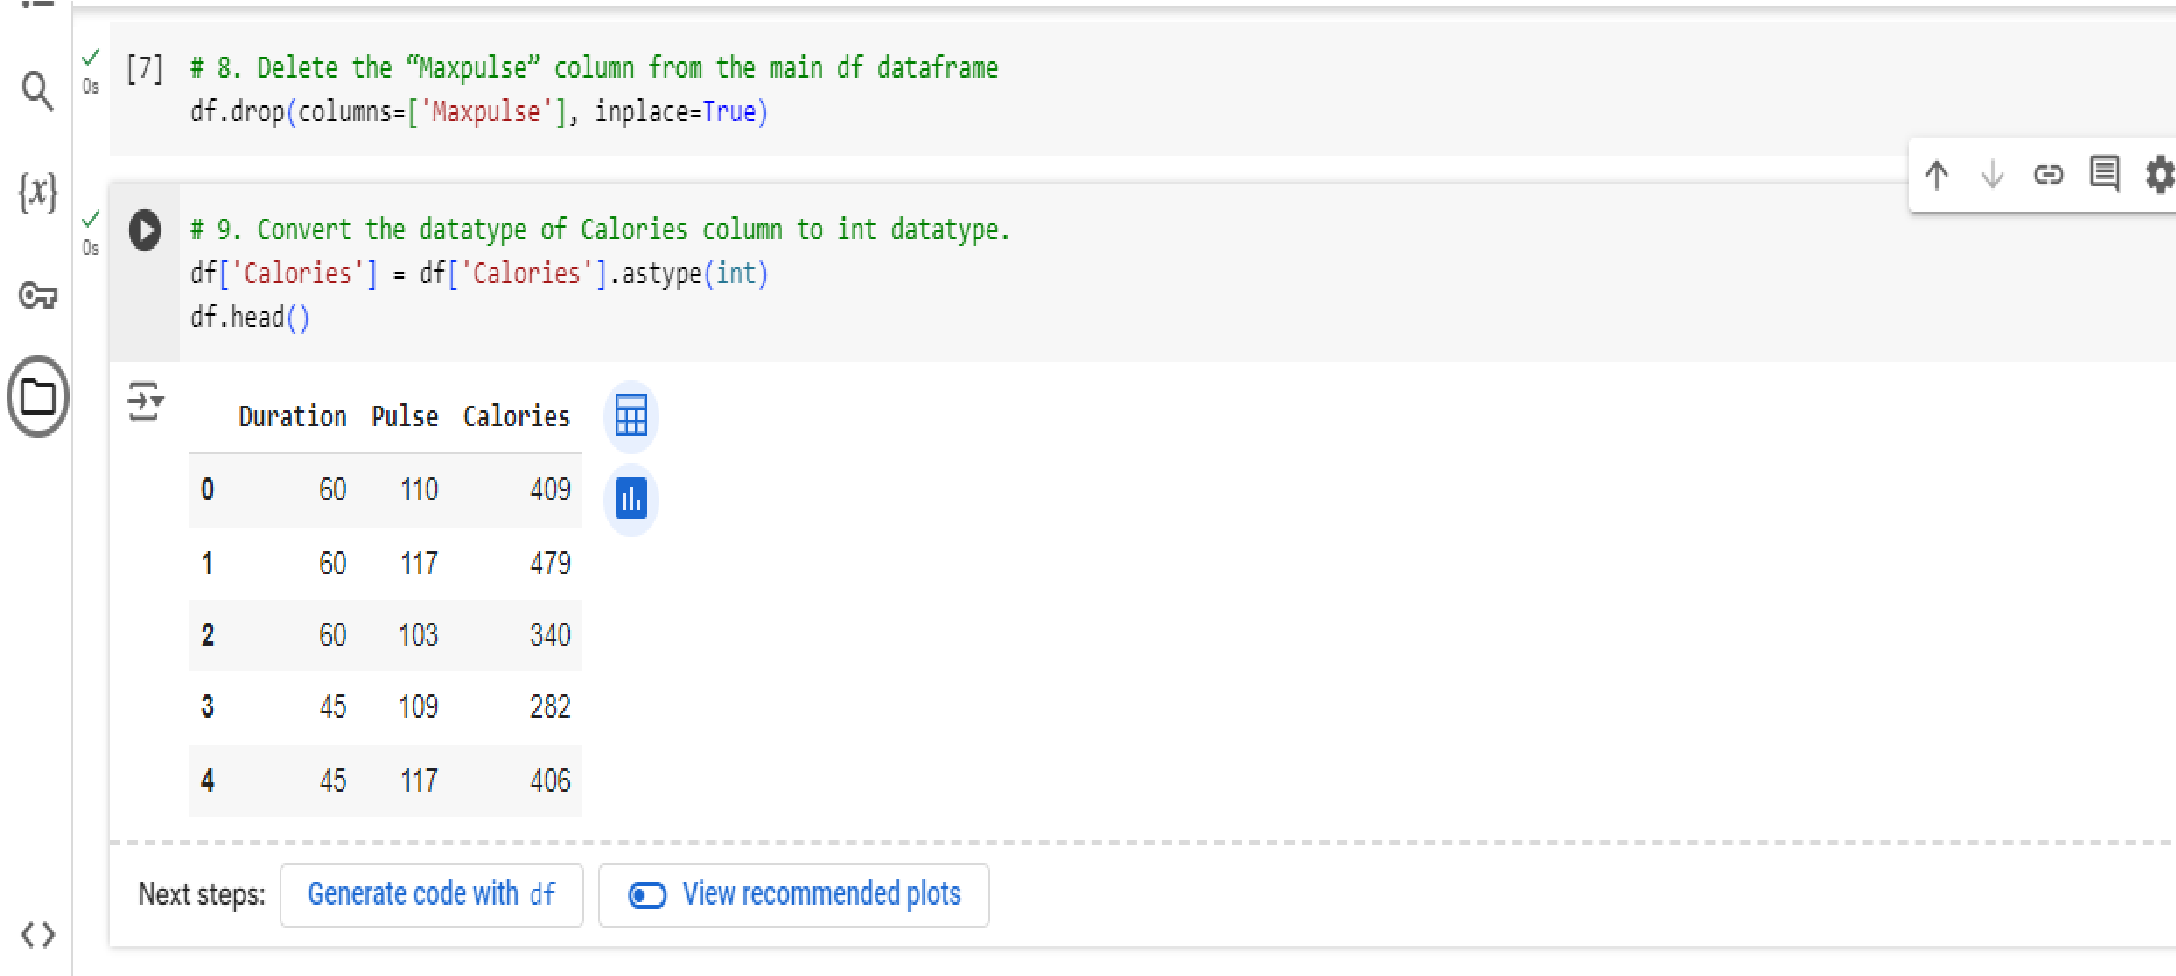 [7] # 8. Delete the “Maxpulse” column from the main df dataframe
0s
df.drop(columns=['Maxpulse'], inplace=True)
{x}
# 9. Convert the datatype of Calories column to int datatype.
0s
df['Calories'] = df['Calories'].astype(int)
df.head()
Duration Pulse Calories
0 60 110 409
1 60 117 479
2 60 103 340
3 45 109 282
4 45 117 406
Next steps: Generate code with df View recommended plots